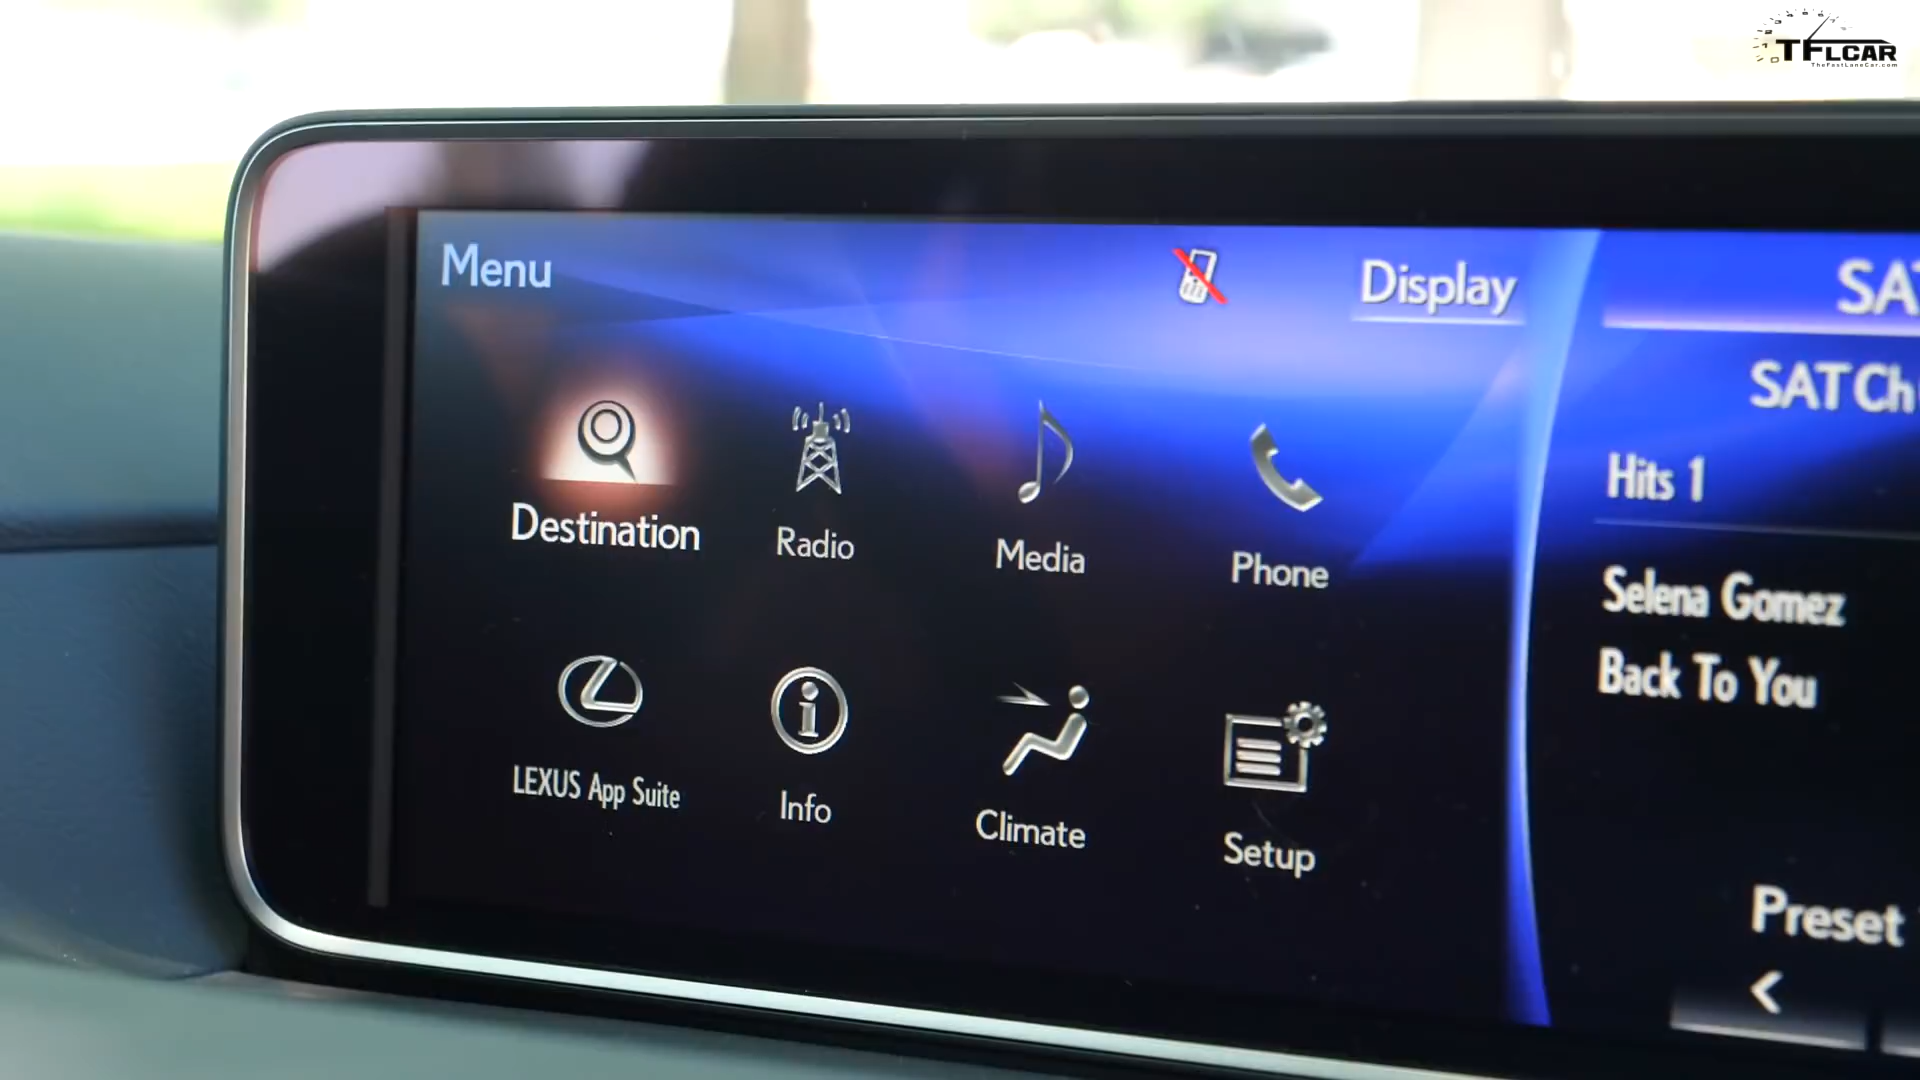 TFLCAR
TheFastLaneCar.com
Menu
Display
Destination
Radio
Media
Phone
LEXUS App Suite
Info
Climate
Setup
SAT Ch
Hits 1
Selena Gomez
Back To You
Preset